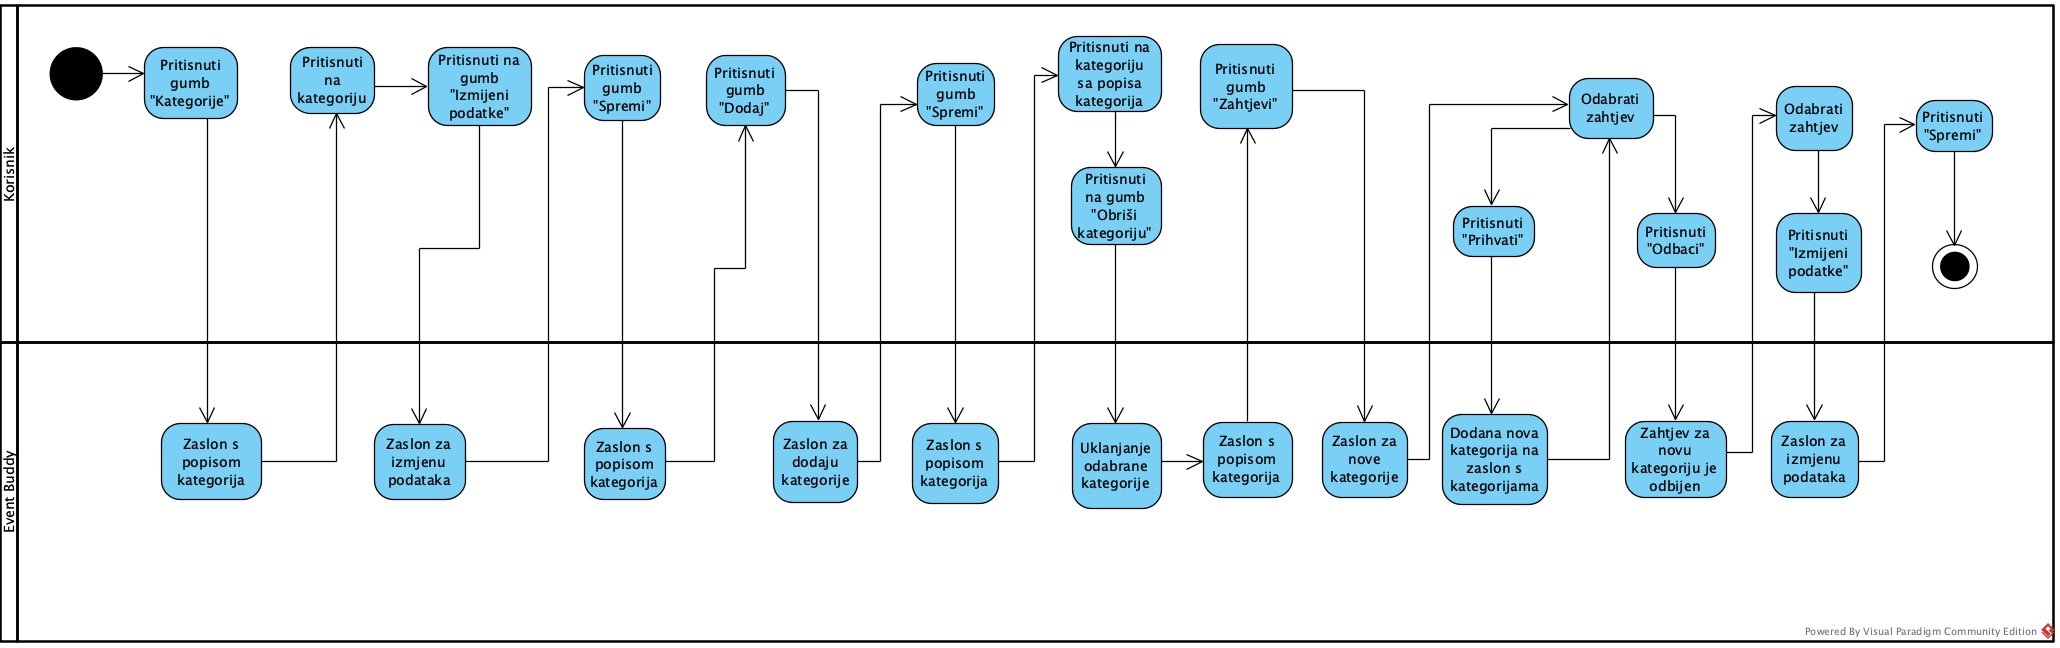 Korisnik
Pritisnuti
gumb
"Kategorije"
Pritisnuti
na
kategoriju
Pritisnuti na
gumb
"Izmijeni
podatke"
Pritisnuti
gumb
"Spremi"
Pritisnuti
gumb
"Dodaj"
Pritisnuti
gumb
"Spremi"
Pritisnuti na
kategoriju
sa popisa
kategorija
Pritisnuti
na gumb
"Obriši
kategoriju"
Pritisnuti
gumb
"Zahtjevi"
Odabrati
zahtjev
Pritisnuti
"Prihvati"
Pritisnuti
"Odbaci"
Odabrati
zahtjev
Pritisnuti
"Izmijeni
podatke"
Pritisnuti
"Spremi"
Event Buddy
Zaslon s
popisom
kategorija
Zaslon za
izmjenu
podataka
Zaslon s
popisom
kategorija
Zaslon za
dodaju
kategorije
Zaslon s
popisom
kategorija
Uklanjanje
odabrane
kategorije
Zaslon s
popisom
kategorija
Zaslon za
nove
kategorije
Dodana nova
kategorija na
zaslon s
kategorijama
Zahtjev za
novu
kategoriju je
odbijen
Zaslon za
izmjenu
podataka
Powered By Visual Paradigm Community Edition